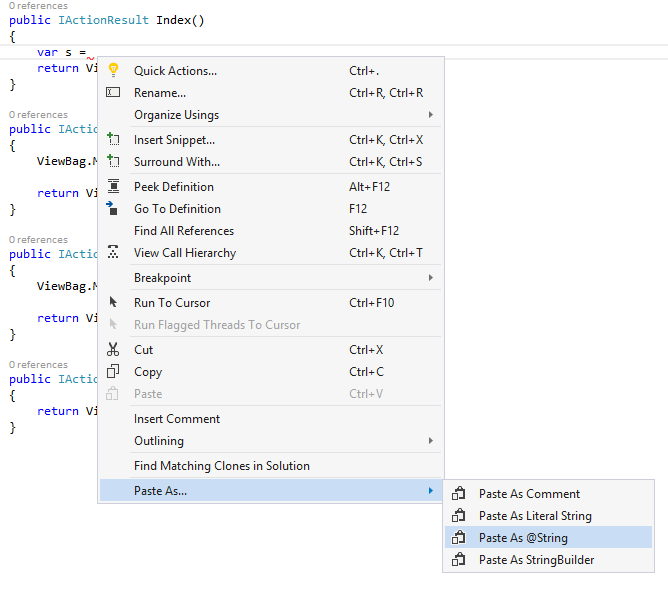 0 references
public IActionResult Index()
{
var s =
return Vi
}
0 references
public IActio
{
ViewBag.M
return Vi
}
0 references
public IActio
{
ViewBag.M
return Vi
}
0 references
public IActio
{
return Vi
}
Quick Actions... Ctrl+.
Rename... Ctrl+R, Ctrl+R
Organize Usings
Insert Snippet... Ctrl+K, Ctrl+X
Surround With... Ctrl+K, Ctrl+S
Peek Definition Alt+F12
Go To Definition F12
Find All References Shift+F12
View Call Hierarchy Ctrl+K, Ctrl+T
Breakpoint
Run To Cursor Ctrl+F10
Run Flagged Threads To Cursor
Cut Ctrl+X
Copy Ctrl+C
Paste Ctrl+V
Insert Comment
Outlining
Find Matching Clones in Solution
Paste As...
Paste As Comment
Paste As Literal String
Paste As @String
Paste As StringBuilder